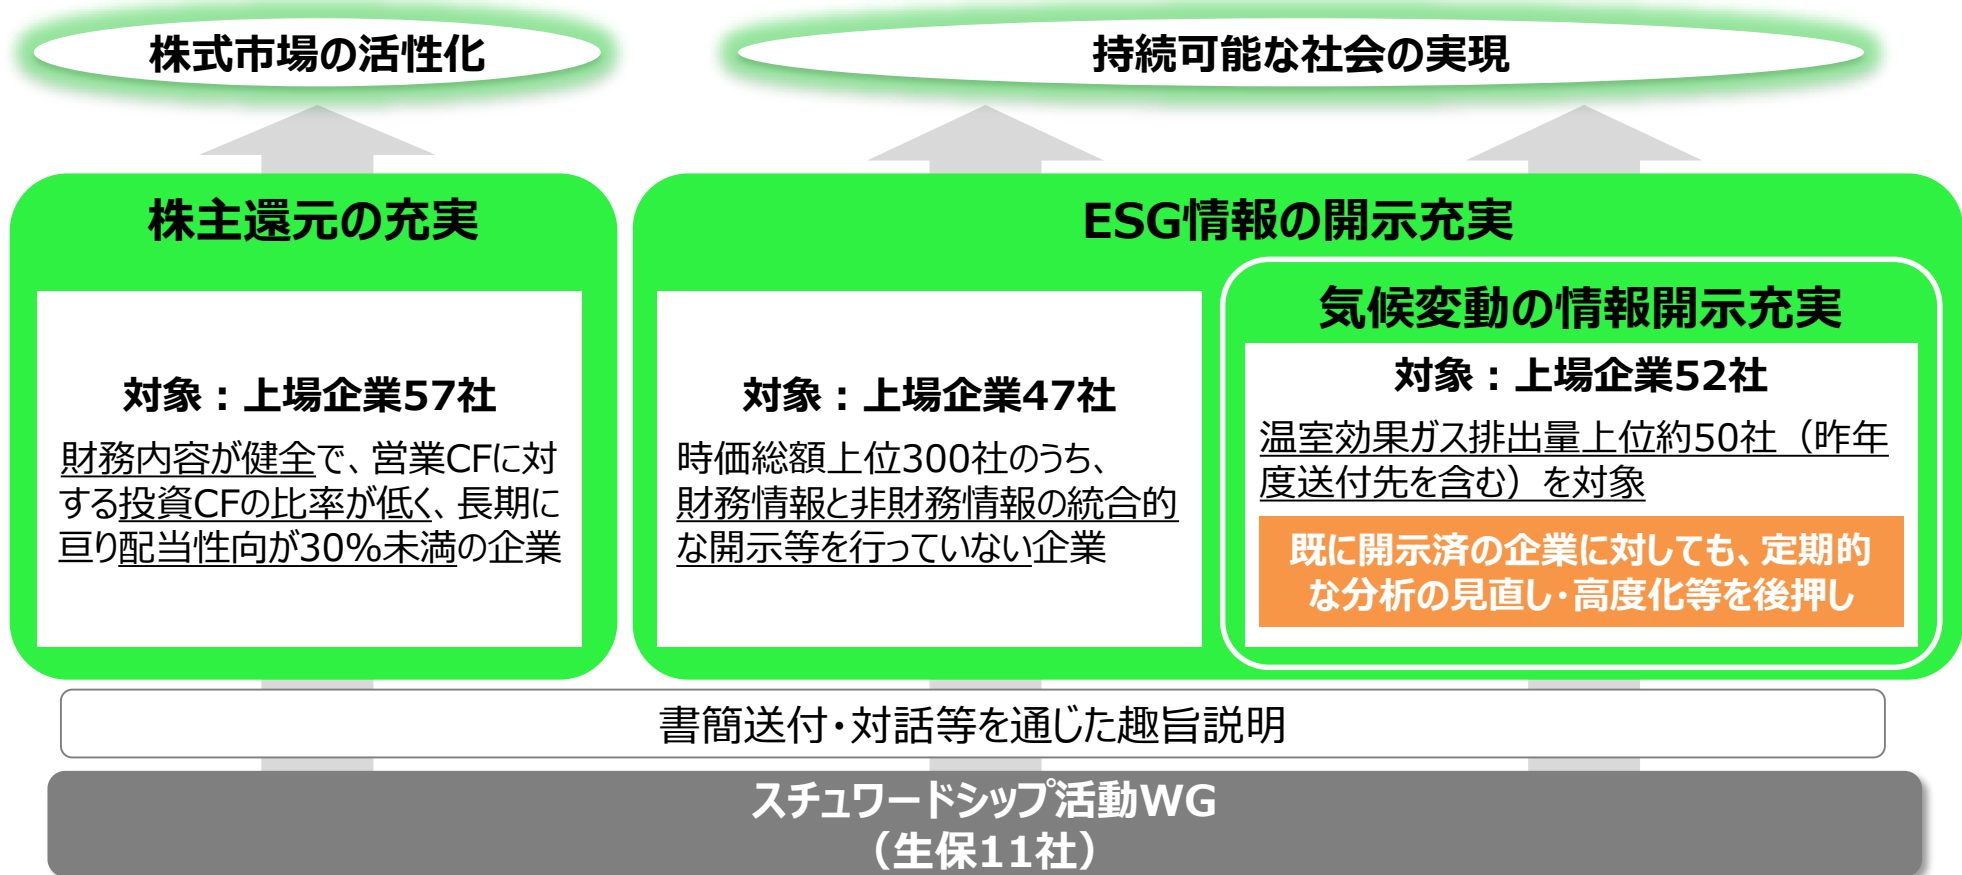 株式市場の活性化
持続可能な社会の実現
株主還元の充実
対象：上場企業57社
財務内容が健全で、営業CFに対
する投資CFの比率が低く、長期に
亘り配当性向が30%未満の企業
ESG情報の開示充実
対象：上場企業47社
時価総額上位300社のうち、
財務情報と非財務情報の統合的
な開示等を行っていない企業
気候変動の情報開示充実
対象：上場企業52社
温室効果ガス排出量上位約50社（昨年
度送付先を含む）を対象
既に開示済の企業に対しても、定期的
な分析の見直し・高度化等を後押し
書簡送付・対話等を通じた趣旨説明
スチュワードシップ活動WG
（生保11社）